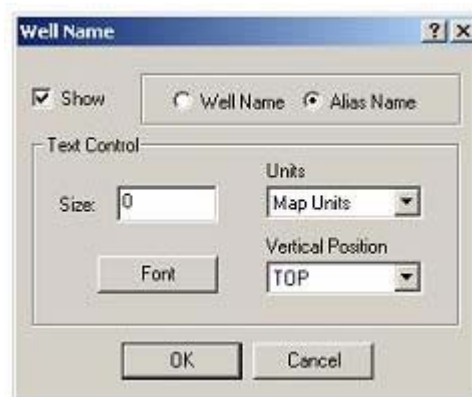 Well Name
Show
Well Name
Alias Name
Text Control
Units
Size: 0
Map Units
Vertical Position
Font
TOP
OK
Cancel